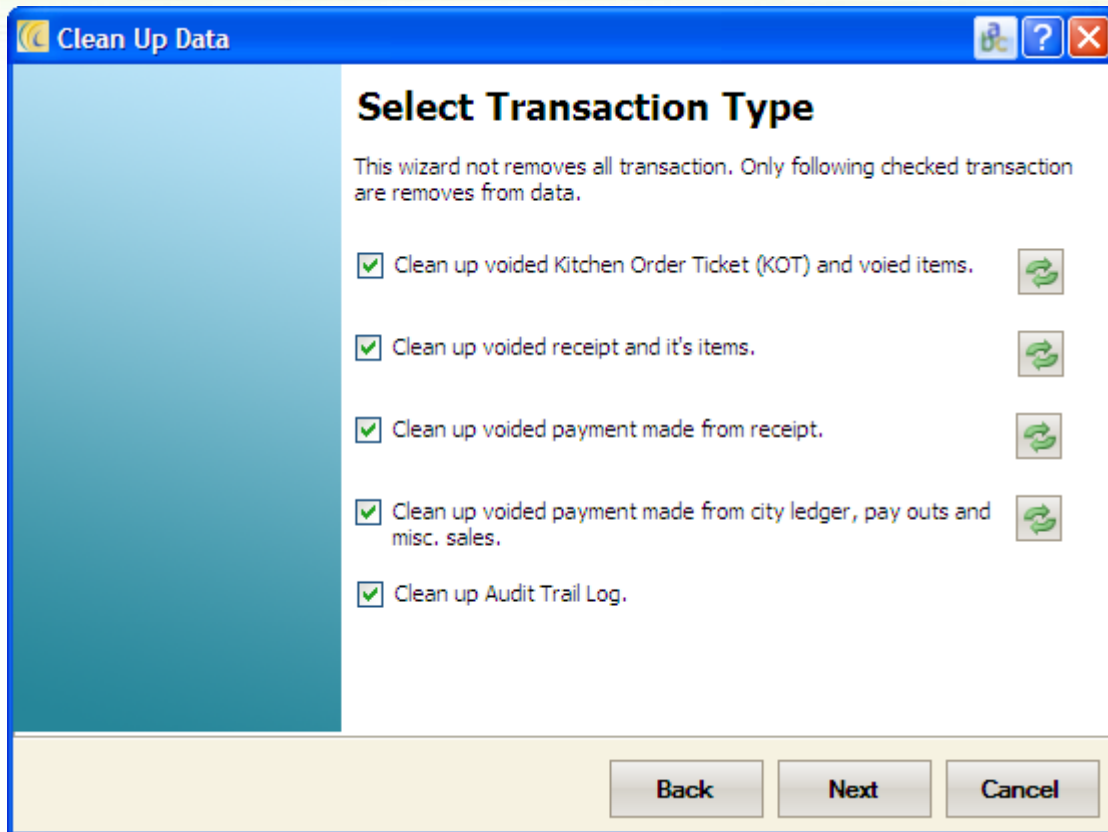 Clean Up Data
abc
?
Select Transaction Type
This wizard not removes all transaction. Only following checked transaction
are removes from data.
Clean up voided Kitchen Order Ticket (KOT) and voied items.
Clean up voided receipt and it's items.
Clean up voided payment made from receipt.
Clean up voided payment made from city ledger, pay outs and
misc. sales.
Clean up Audit Trail Log.
Back
Next
Cancel